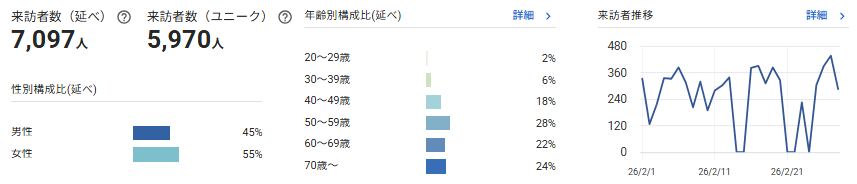 来訪者数（延べ）
7,097人
来訪者数（ユニーク）
5,970人
性別構成比(延べ)
男性 45%
女性 55%
年齢別構成比(延べ) 詳細
20〜29歳 2%
30〜39歳 6%
40〜49歳 18%
50〜59歳 28%
60〜69歳 22%
70歳〜 24%
来訪者推移 詳細
480
360
240
120
0
26/2/1 26/2/11 26/2/21